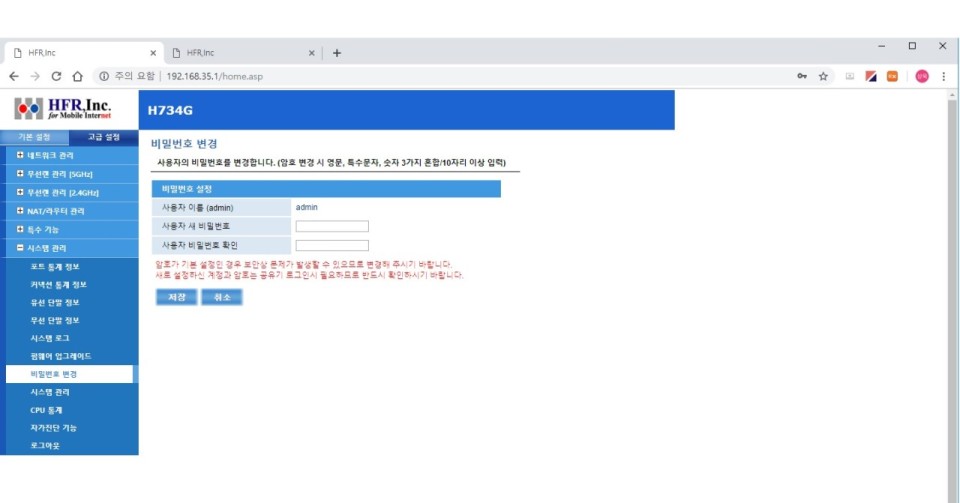 HFR,Inc
HFR,Inc
주의 요함 | 192.168.35.1/home.asp
HFR,Inc.
for Mobile Internet
H734G
기본 설정 고급 설정
네트워크 관리
무선랜 관리 [5GHz]
무선랜 관리 [2.4GHz]
NAT/라우터 관리
특수 기능
시스템 관리
포트 통계 정보
커넥션 통계 정보
유선 단말 정보
무선 단말 정보
시스템 로그
펌웨어 업그레이드
비밀번호 변경
시스템 관리
CPU 통계
자가진단 기능
로그아웃
비밀번호 변경
사용자의 비밀번호를 변경합니다. (암호 변경 시 영문, 특수문자, 숫자 3가지 혼합/10자리 이상 입력)
비밀번호 설정
사용자 이름 (admin) admin
사용자 새 비밀번호
사용자 비밀번호 확인
암호가 기본 설정인 경우 보안상 문제가 발생할 수 있으므로 변경해 주시기 바랍니다.
새로 설정하신 계정과 암호는 공유기 로그인시 필요하므로 반드시 확인하시기 바랍니다.
저장 취소